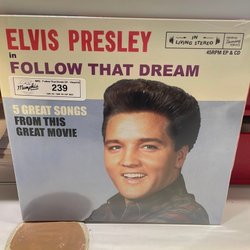 ELVIS PRESLEY
in
FOLLOW THAT DREAM
IN
LIVING STEREO
45RPM EP & CD
Memphis
239
5 GREAT SONGS
FROM THIS
GREAT MOVIE